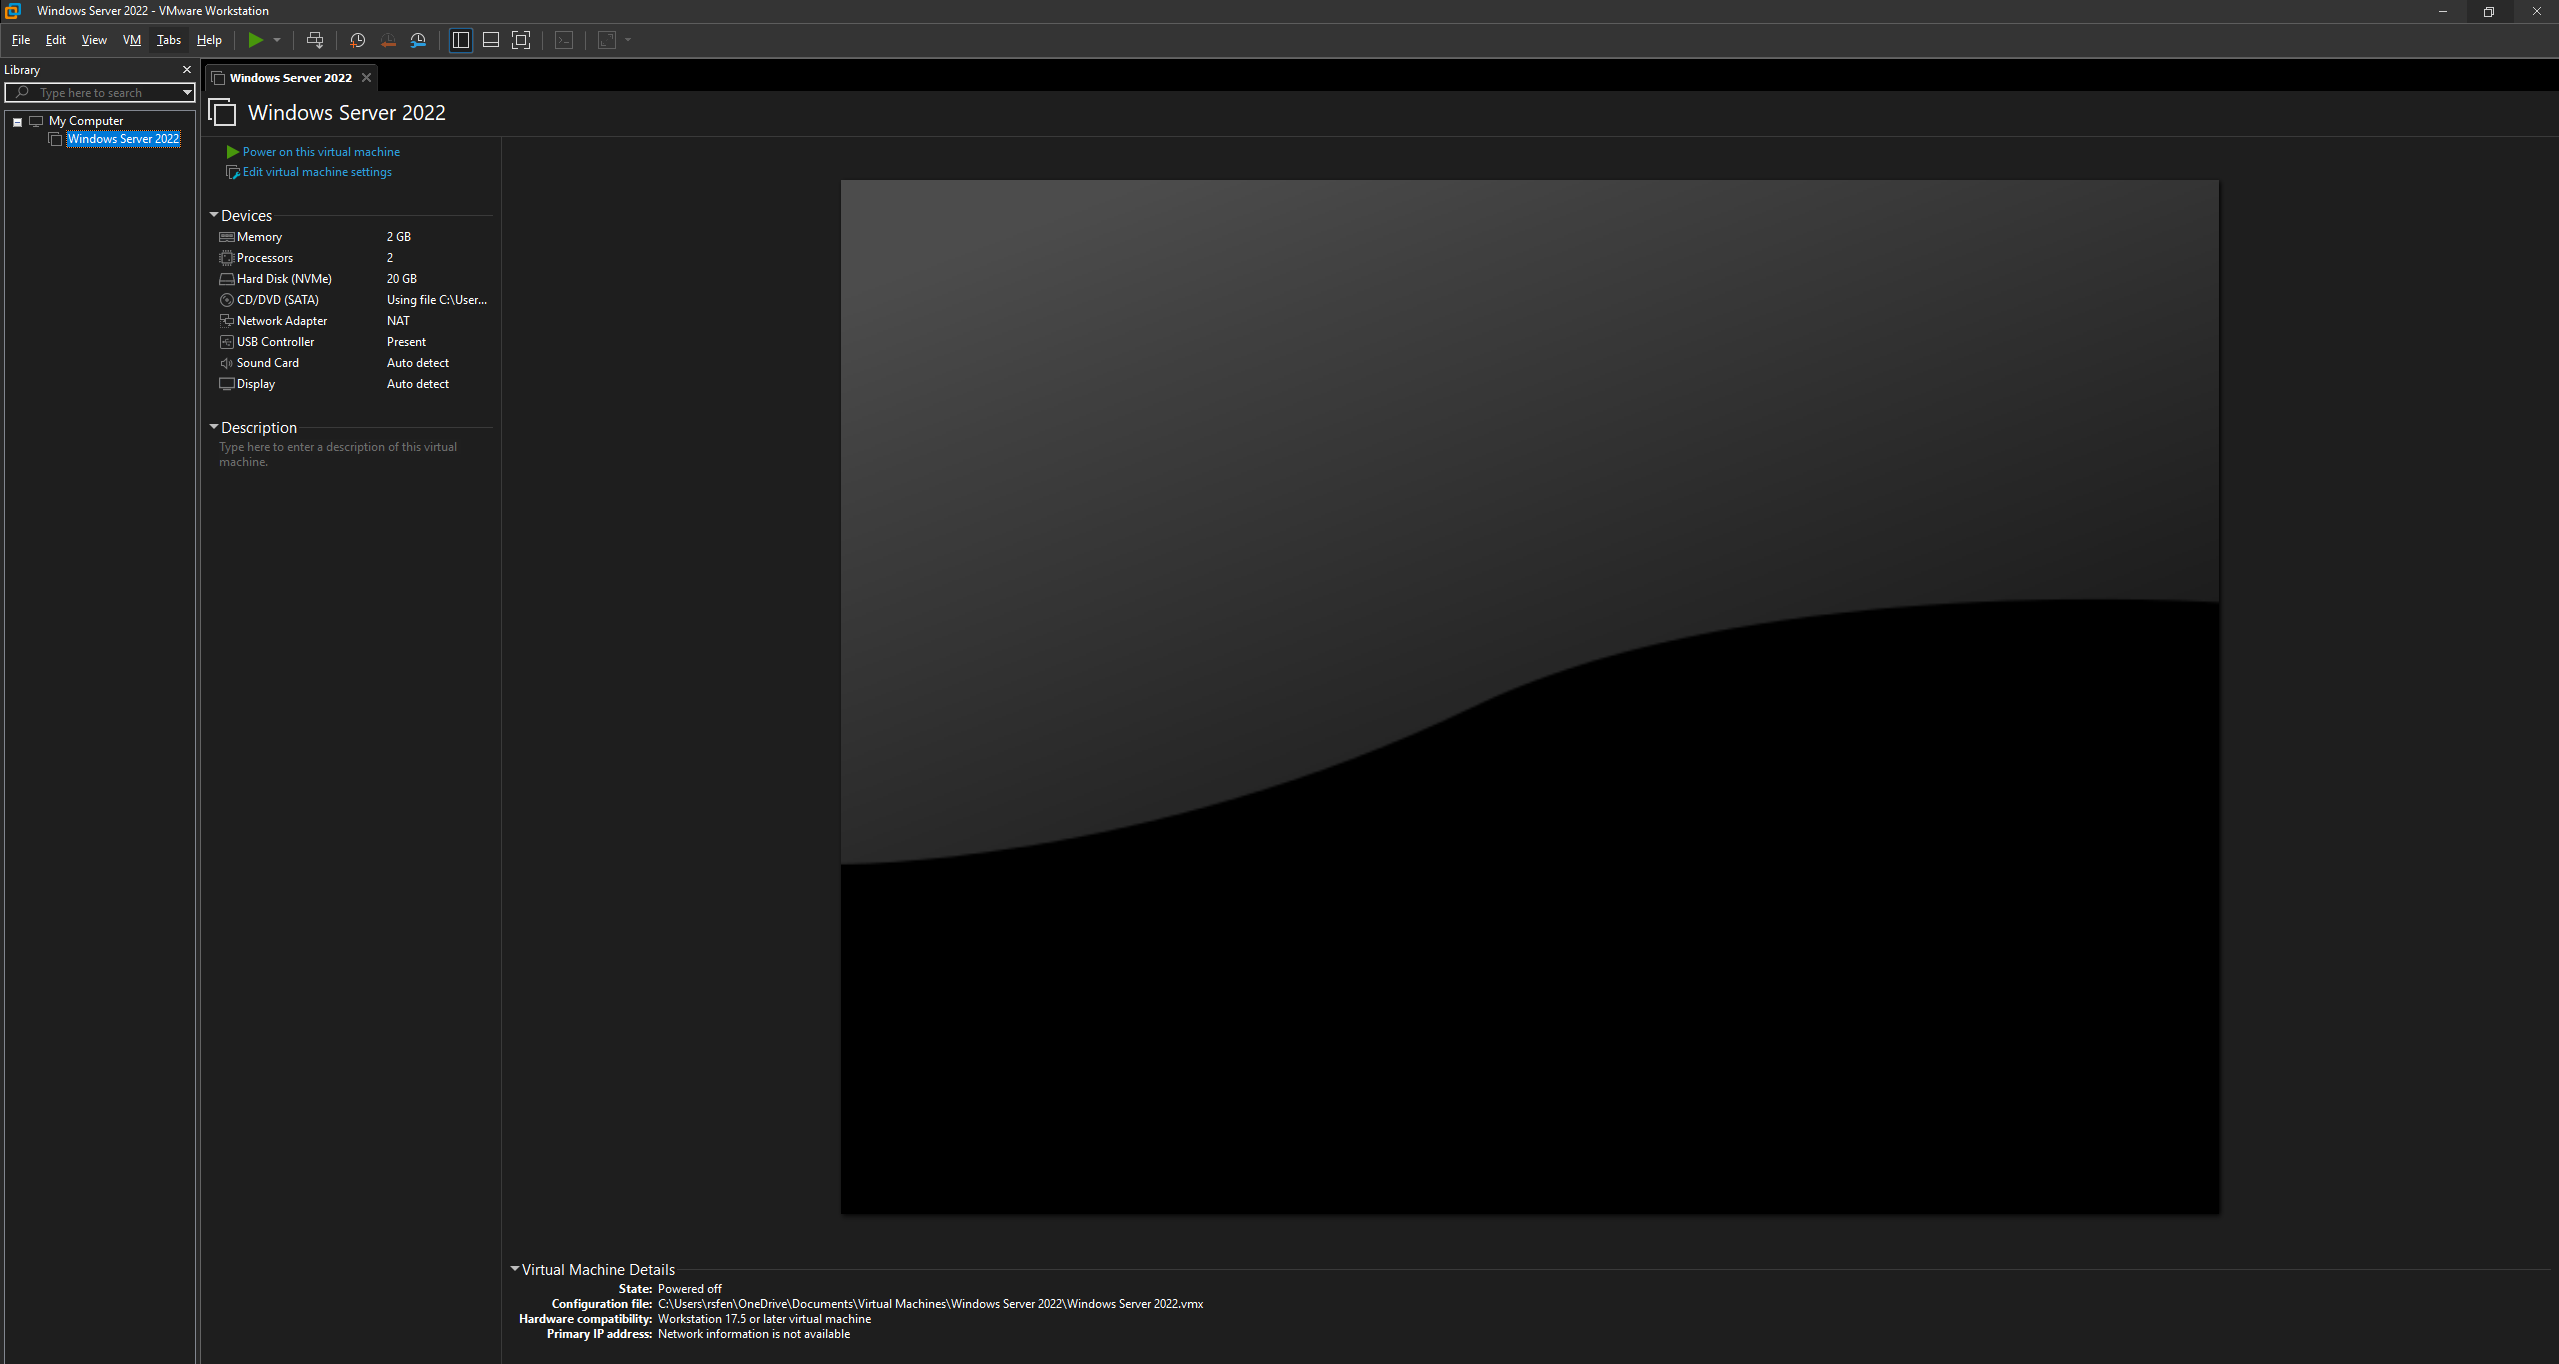 Windows Server 2022 - VMware Workstation
File Edit View VM Tabs Help
Library
Type here to search
My Computer
Windows Server 2022
Windows Server 2022
Windows Server 2022
Power on this virtual machine
Edit virtual machine settings
Devices
Memory 2 GB
Processors 2
Hard Disk (NVMe) 20 GB
CD/DVD (SATA) Using file C:\User...
Network Adapter NAT
USB Controller Present
Sound Card Auto detect
Display Auto detect
Description
Type here to enter a description of this virtual
machine.
Virtual Machine Details
State: Powered off
Configuration file: C:\Users\rsfen\OneDrive\Documents\Virtual Machines\Windows Server 2022\Windows Server 2022.vmx
Hardware compatibility: Workstation 17.5 or later virtual machine
Primary IP address: Network information is not available